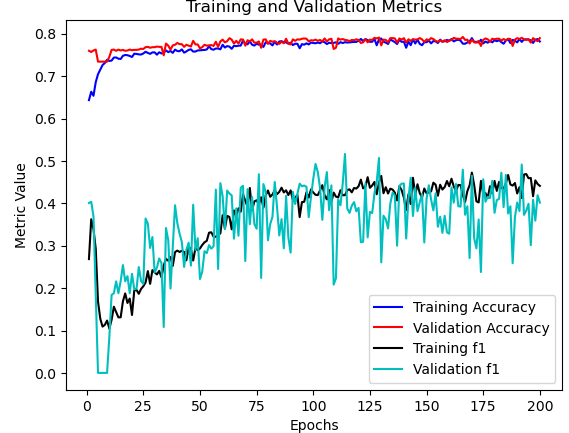 Training and Validation Metrics
Metric Value
0.8
0.7
0.6
0.5
0.4
0.3
0.2
0.1
0.0
Training Accuracy
Validation Accuracy
Training f1
Validation f1
0 25 50 75 100 125 150 175 200
Epochs